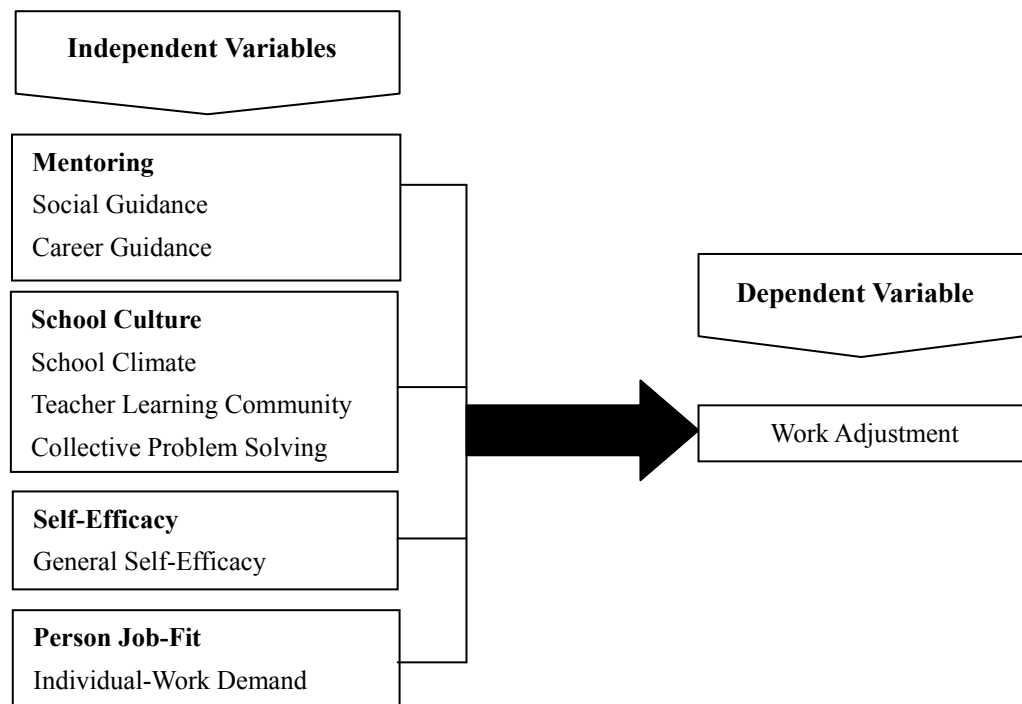 Independent Variables
Mentoring
Social Guidance
Career Guidance
School Culture
School Climate
Teacher Learning Community
Collective Problem Solving
Self-Efficacy
General Self-Efficacy
Person Job-Fit
Individual-Work Demand
Dependent Variable
Work Adjustment